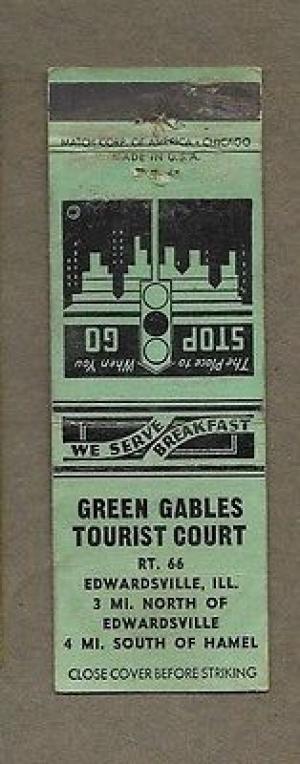 MATCH CORP. OF AMERICA • CHICAGO
MADE IN U.S.A.
The Place to STOP
When You GO
WE SERVE BREAKFAST
GREEN GABLES
TOURIST COURT
RT. 66
EDWARDSVILLE, ILL.
3 MI. NORTH OF
EDWARDSVILLE
4 MI. SOUTH OF HAMEL
CLOSE COVER BEFORE STRIKING